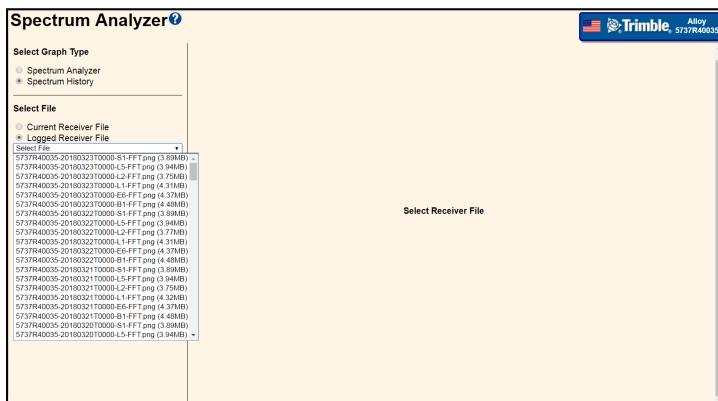 Spectrum Analyzer?
Trimble. Alloy
5737R40035
Select Graph Type
Spectrum Analyzer
Spectrum History
Select File
Current Receiver File
Logged Receiver File
Select File
5737R40035-20180323T0000-S1-FFT.png (3.89MB)
5737R40035-20180323T0000-L5-FFT.png (3.94MB)
5737R40035-20180323T0000-L2-FFT.png (3.75MB)
5737R40035-20180323T0000-L1-FFT.png (4.31MB)
5737R40035-20180323T0000-E6-FFT.png (4.37MB)
5737R40035-20180323T0000-B1-FFT.png (4.48MB)
5737R40035-20180322T0000-S1-FFT.png (3.89MB)
5737R40035-20180322T0000-L5-FFT.png (3.94MB)
5737R40035-20180322T0000-L2-FFT.png (3.77MB)
5737R40035-20180322T0000-L1-FFT.png (4.31MB)
5737R40035-20180322T0000-E6-FFT.png (4.37MB)
5737R40035-20180322T0000-B1-FFT.png (4.48MB)
5737R40035-20180321T0000-S1-FFT.png (3.89MB)
5737R40035-20180321T0000-L5-FFT.png (3.94MB)
5737R40035-20180321T0000-L2-FFT.png (3.75MB)
5737R40035-20180321T0000-L1-FFT.png (4.32MB)
5737R40035-20180321T0000-E6-FFT.png (4.37MB)
5737R40035-20180321T0000-B1-FFT.png (4.48MB)
5737R40035-20180320T0000-S1-FFT.png (3.89MB)
5737R40035-20180320T0000-L5-FFT.png (3.94MB)
Select Receiver File